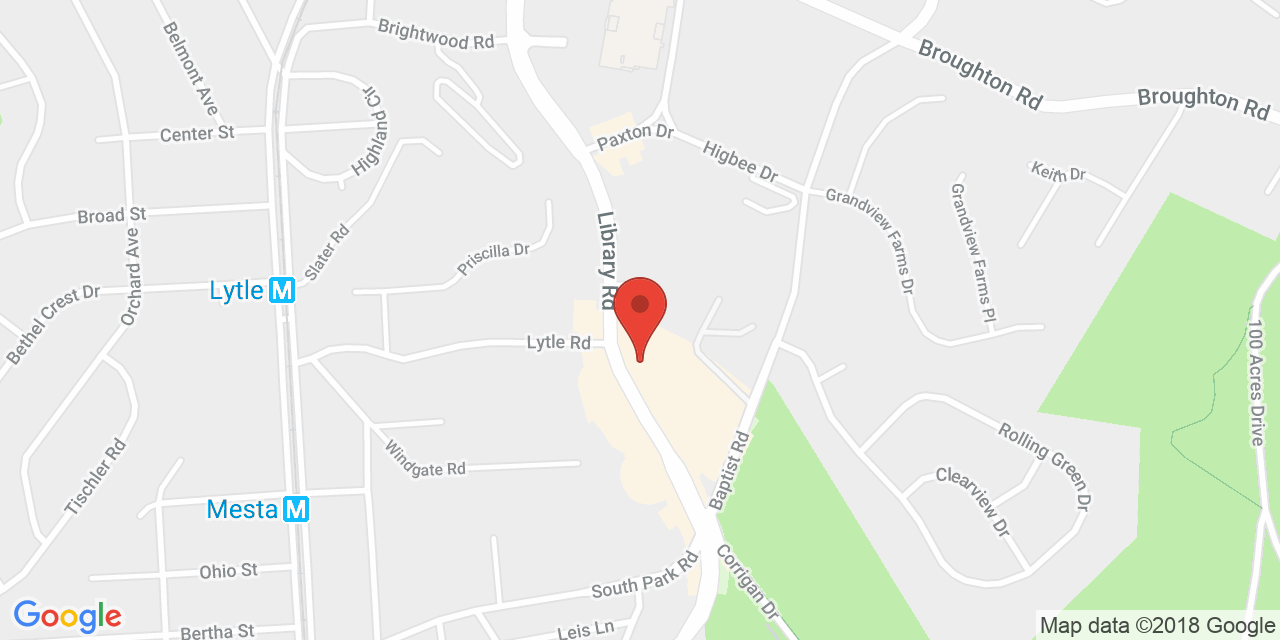 Brightwood Rd
Belmont Ave
Broughton Rd
Broughton Rd
Highland Cir
Center St
Paxton Dr
Higbee Dr
Keith Dr
Broad St
Orchard Ave
Slater Rd
Priscilla Dr
Library Rd
Grandview Farms Dr
Grandview Farms Pl
Lytle M
Bethel Crest Dr
Lytle Rd
100 Acres Drive
Tischler Rd
Windgate Rd
Baptist Rd
Rolling Green Dr
Clearview Dr
Mesta M
Ohio St
South Park Rd
Corrigan Dr
Google
Bertha St
Leis Ln
Map data ©2018 Google